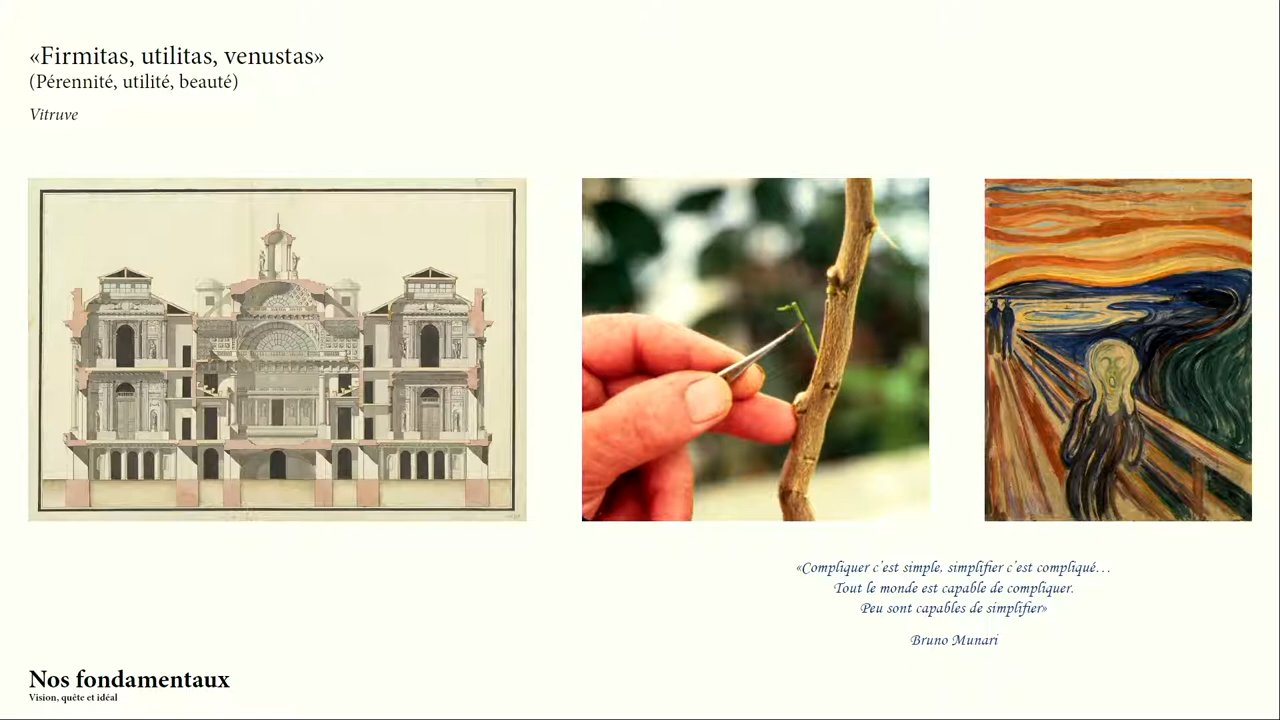 «Firmitas, utilitas, venustas»
(Pérennité, utilité, beauté)
Vitruve
«Compliquer c'est simple, simplifier c'est compliqué…
Tout le monde est capable de compliquer.
Peu sont capables de simplifier»
Bruno Munari
Nos fondamentaux
Vision, quête et idéal